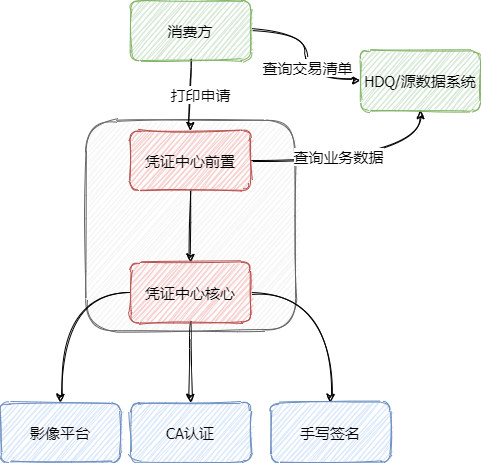 消费方
查询交易清单
HDQ/源数据系统
打印申请
凭证中心前置
查询业务数据
凭证中心核心
影像平台
CA认证
手写签名